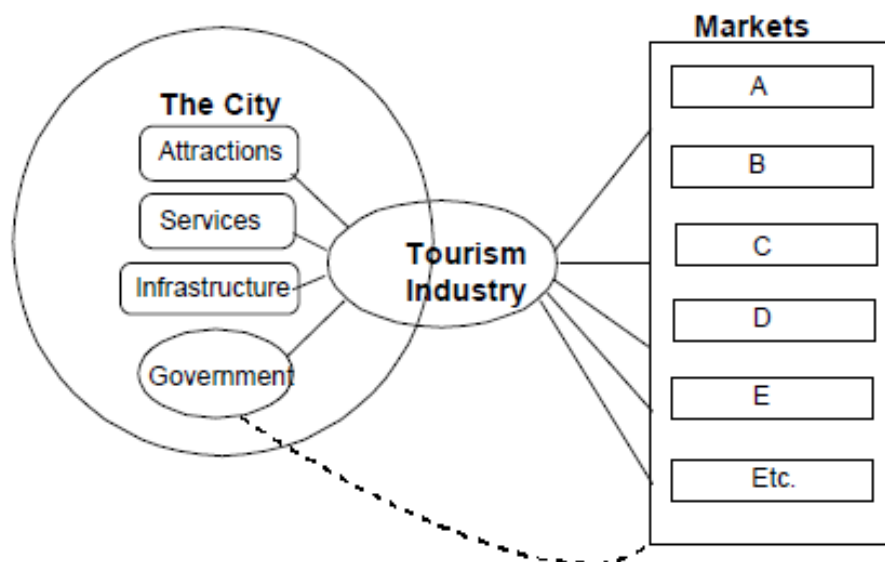 Markets
The City
Attractions
Services
Infrastructure
Government
Tourism
Industry
A
B
C
D
E
Etc.